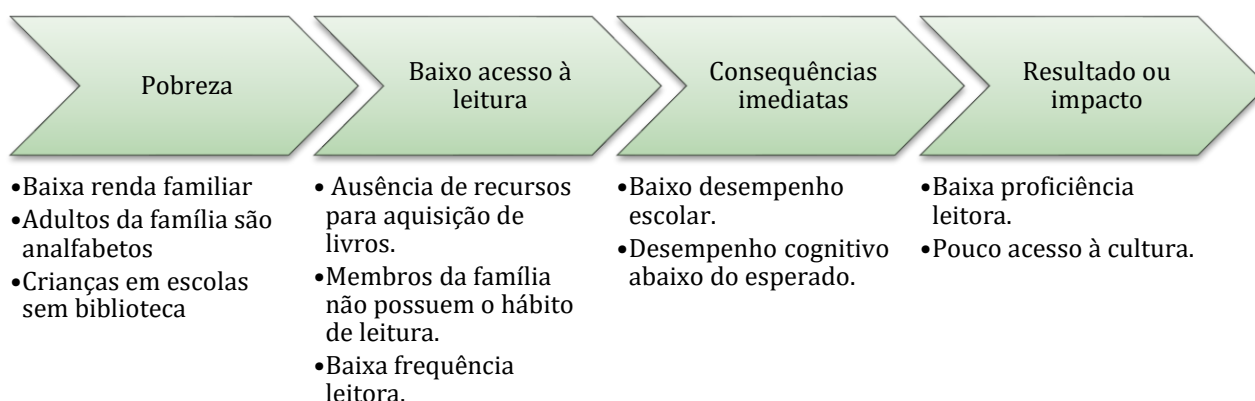 Pobreza
Baixo acesso à
leitura
Consequências
imediatas
Resultado ou
impacto
•Baixa renda familiar
•Adultos da família são
analfabetos
•Crianças em escolas
sem biblioteca
• Ausência de recursos
para aquisição de
livros.
•Membros da família
não possuem o hábito
de leitura.
•Baixa frequência
leitora.
•Baixo desempenho
escolar.
•Desempenho cognitivo
abaixo do esperado.
•Baixa proficiência
leitora.
•Pouco acesso à cultura.